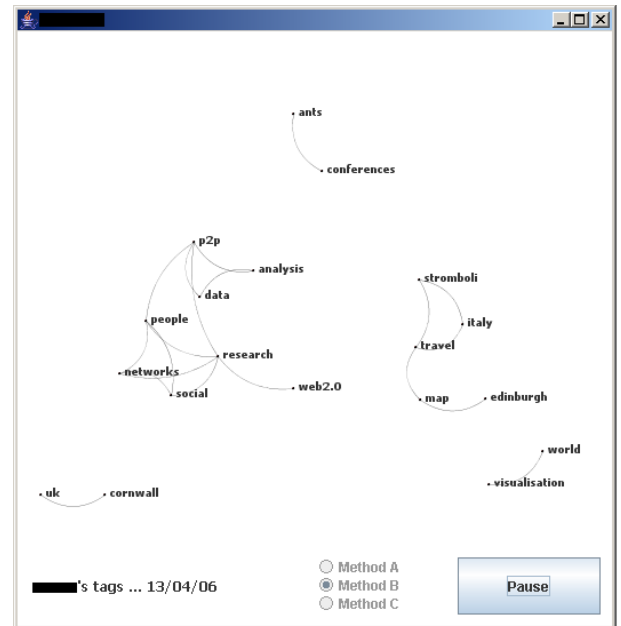 ants
conferences
p2p
analysis
stromboli
data
people
italy
travel
research
networks
web2.0
social
map
edinburgh
world
visualisation
uk
cornwall
Method A
's tags ... 13/04/06
Method B
Pause
Method C